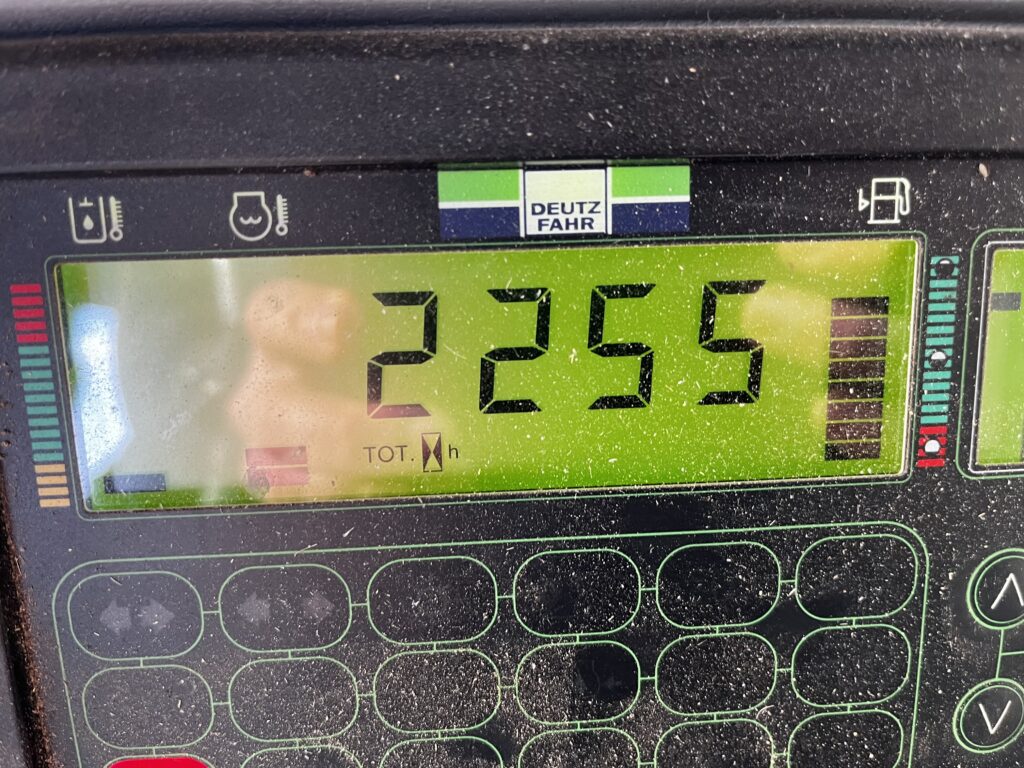 DEUTZ
FAHR
2255
TOT. h